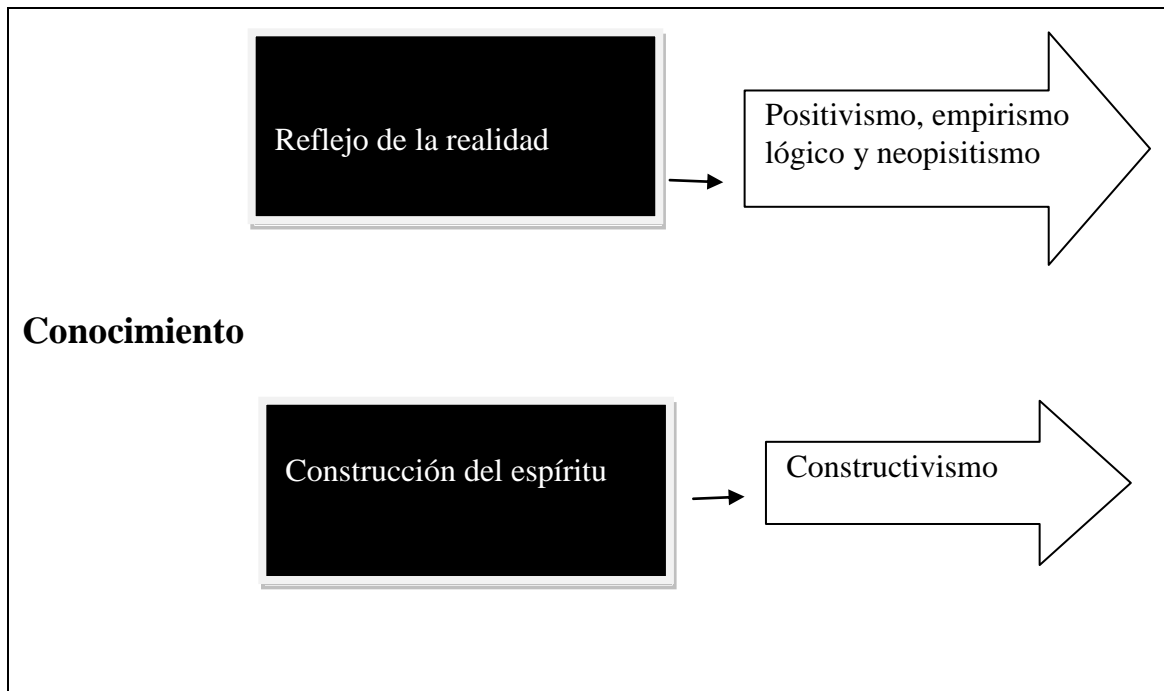 Reflejo de la realidad
Positivismo, empirismo
lógico y neopisitismo
Conocimiento
Construcción del espíritu
Constructivismo